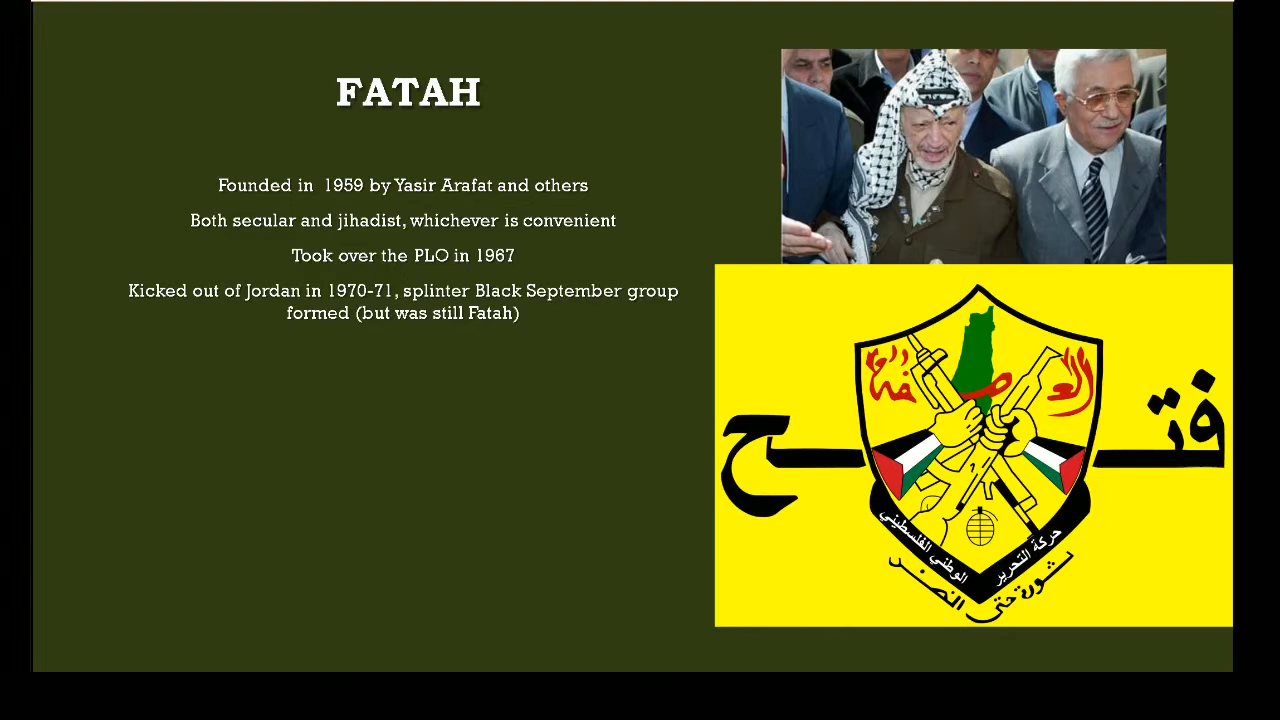 FATAH
Founded in 1959 by Yasir Arafat and others
Both secular and jihadist, whichever is convenient
Took over the PLO in 1967
Kicked out of Jordan in 1970-71, splinter Black September group
formed (but was still Fatah)
العاصفة
فتح
حركة التحرير
الوطني الفلسطيني
ثورة حتى النصر